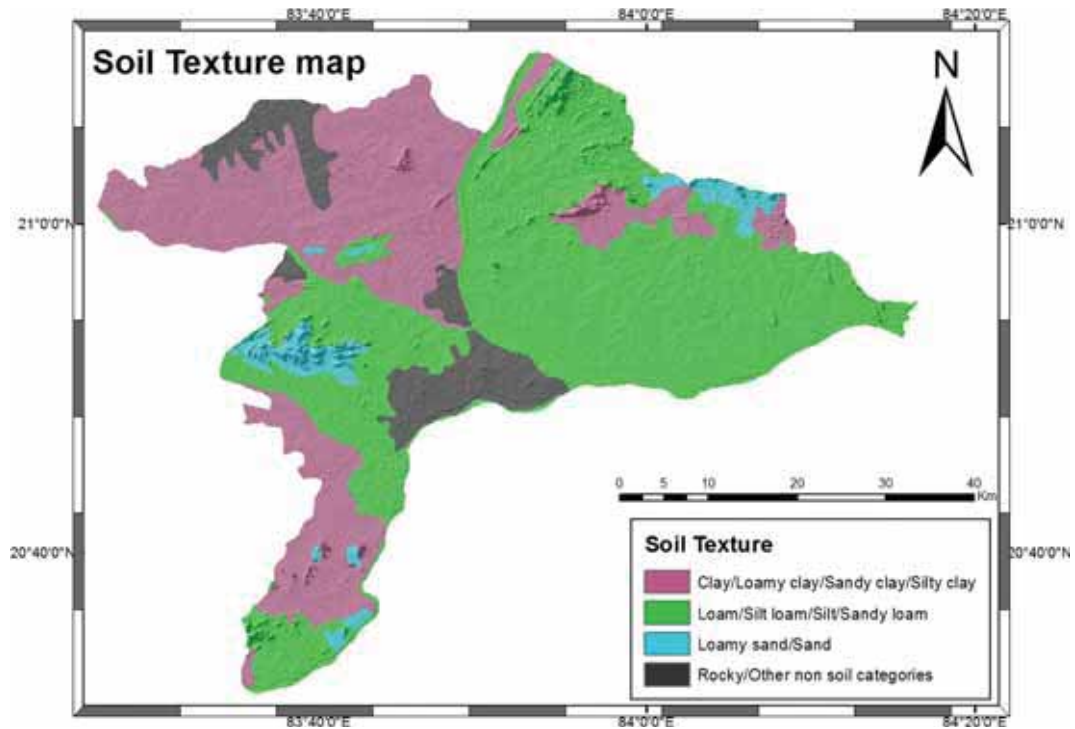 83°40'0"E 84°0'0"E 84°20'0"E
Soil Texture map
N
21°0'0"N 21°0'0"N
0 5 10 20 30 40
Km
20°40'0"N 20°40'0"N
Soil Texture
Clay/Loamy clay/Sandy clay/Silty clay
Loam/Silt loam/Silt/Sandy loam
Loamy sand/Sand
Rocky/Other non soil categories
83°40'0"E 84°0'0"E 84°20'0"E